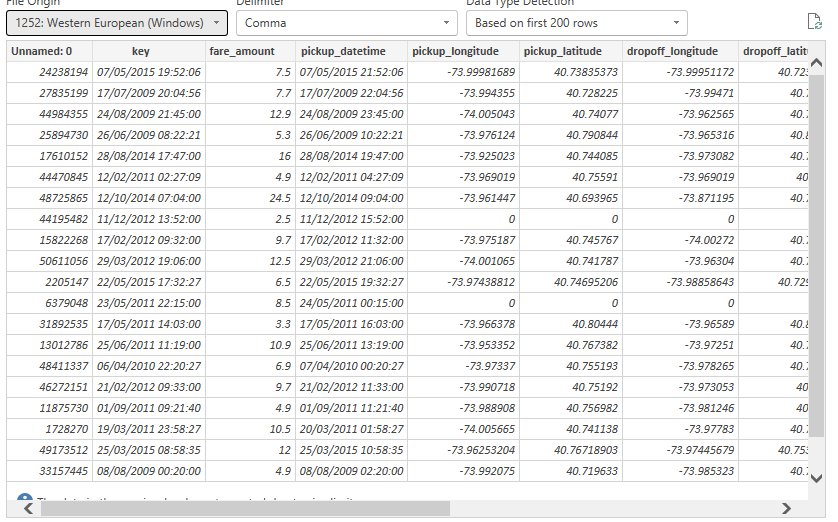 File Origin Delimiter Data Type Detection
1252: Western European (Windows) Comma Based on first 200 rows
Unnamed: 0 key fare_amount pickup_datetime pickup_longitude pickup_latitude dropoff_longitude dropoff_latitu
24238194 07/05/2015 19:52:06 7.5 07/05/2015 21:52:06 -73.99981689 40.73835373 -73.99951172 40.723
27835199 17/07/2009 20:04:56 7.7 17/07/2009 22:04:56 -73.994355 40.728225 -73.99471 40.7
44984355 24/08/2009 21:45:00 12.9 24/08/2009 23:45:00 -74.005043 40.74077 -73.962565 40.7
25894730 26/06/2009 08:22:21 5.3 26/06/2009 10:22:21 -73.976124 40.790844 -73.965316 40.8
17610152 28/08/2014 17:47:00 16 28/08/2014 19:47:00 -73.925023 40.744085 -73.973082 40.7
44470845 12/02/2011 02:27:09 4.9 12/02/2011 04:27:09 -73.969019 40.75591 -73.969019 40
48725865 12/10/2014 07:04:00 24.5 12/10/2014 09:04:00 -73.961447 40.693965 -73.871195 40.7
44195482 11/12/2012 13:52:00 2.5 11/12/2012 15:52:00 0 0 0
15822268 17/02/2012 09:32:00 9.7 17/02/2012 11:32:00 -73.975187 40.745767 -74.00272 40.7
50611056 29/03/2012 19:06:00 12.5 29/03/2012 21:06:00 -74.001065 40.741787 -73.96304 40.7
2205147 22/05/2015 17:32:27 6.5 22/05/2015 19:32:27 -73.97438812 40.74695206 -73.98858643 40.729
6379048 23/05/2011 22:15:00 8.5 24/05/2011 00:15:00 0 0 0
31892535 17/05/2011 14:03:00 3.3 17/05/2011 16:03:00 -73.966378 40.80444 -73.96589 40.8
13012786 25/06/2011 11:19:00 10.9 25/06/2011 13:19:00 -73.953352 40.767382 -73.97251 40.7
48411337 06/04/2010 22:20:27 6.9 07/04/2010 00:20:27 -73.97337 40.755193 -73.978265 40.7
46272151 21/02/2012 09:33:00 9.7 21/02/2012 11:33:00 -73.990718 40.75192 -73.973053 40
11875730 01/09/2011 09:21:40 4.9 01/09/2011 11:21:40 -73.988908 40.756982 -73.981246 40
1728270 19/03/2011 23:58:27 10.5 20/03/2011 01:58:27 -74.005665 40.741138 -73.97783 40.7
49173512 25/03/2015 08:58:35 12 25/03/2015 10:58:35 -73.96253204 40.76718903 -73.97445679 40.753
33157445 08/08/2009 00:20:00 4.9 08/08/2009 02:20:00 -73.992075 40.719633 -73.985323 40.7